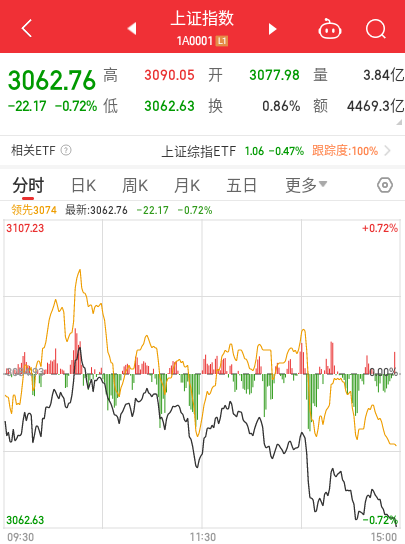 上证指数
1A0001 L1
3062.76
-22.17 -0.72%
高 3090.05 开 3077.98 量 3.84亿
低 3062.63 换 0.86% 额 4469.3亿
相关ETF ? 上证综指ETF 1.06 -0.47% 跟踪度:100%
分时 日K 周K 月K 五日 更多
领先3074 最新:3062.76 -22.17 -0.72%
3107.23 +0.72%
0.00%
3062.63 -0.72%
09:30 11:30 15:00